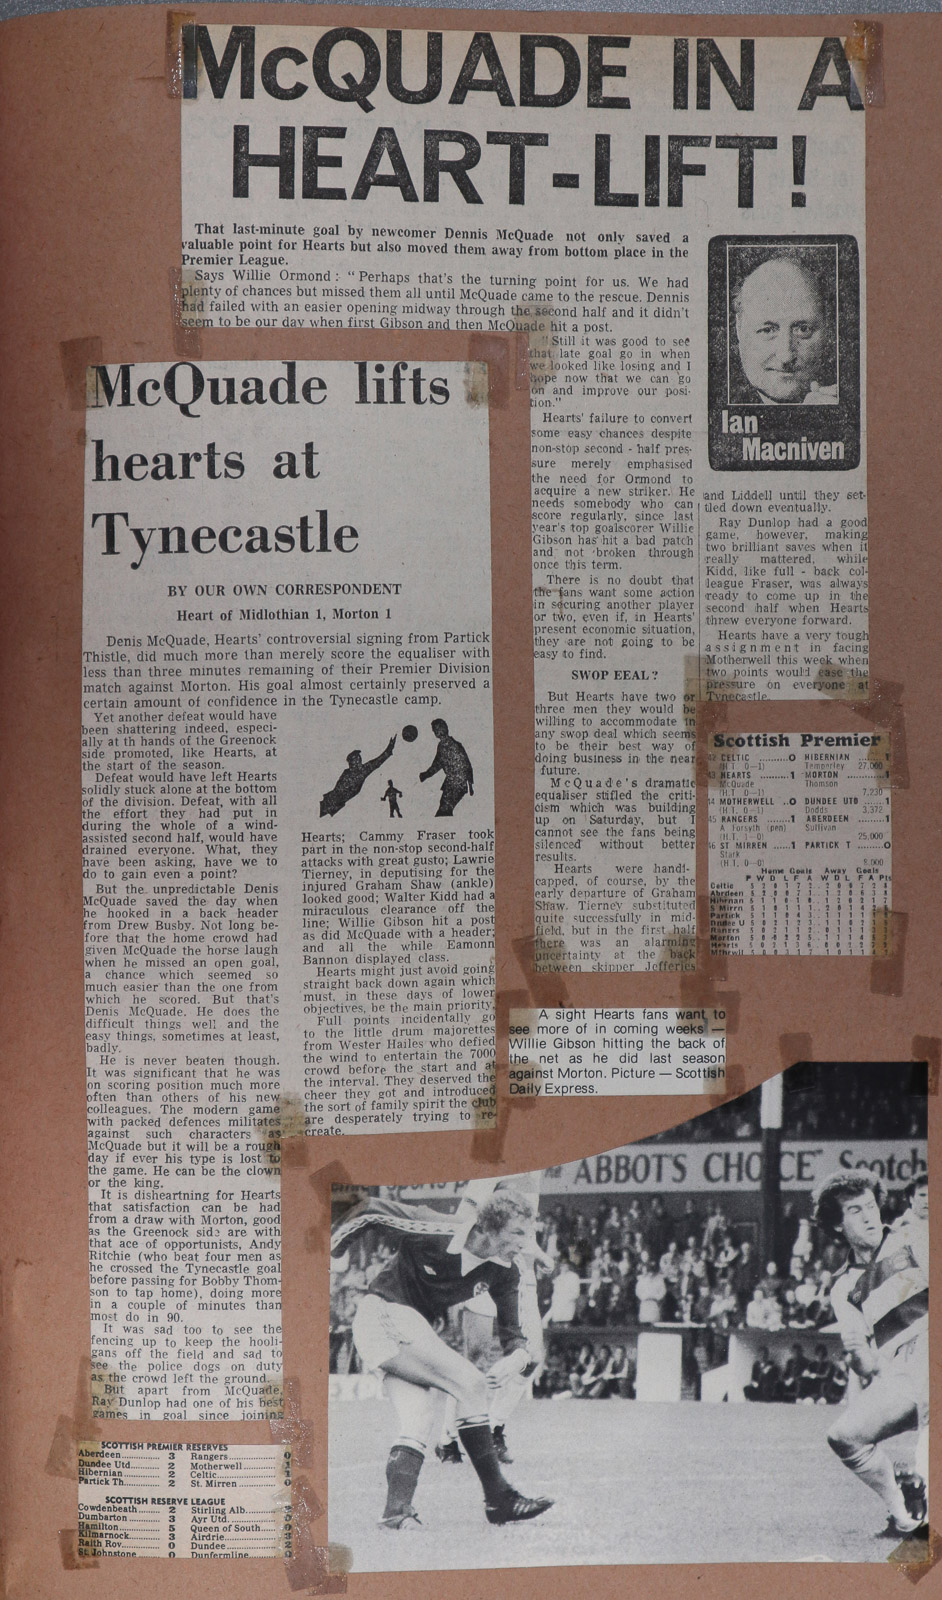 McQUADE IN A
HEART-LIFT!
That last-minute goal by newcomer Dennis McQuade not only saved a
valuable point for Hearts but also moved them away from bottom place in the
Premier League.
Says Willie Ormond : “ Perhaps that's the turning point for us. We had
plenty of chances but missed them all until McQuade came to the rescue. Dennis
had failed with an easier opening midway through the second half and it didn't
seem to be our day when first Gibson and then McQuade hit a post.
"Still it was good to see
that late goal go in when
we looked like losing and I
hope now that we can go
on and improve our posi-
tion."
Hearts' failure to convert
some easy chances despite
non-stop second - half pres-
sure merely emphasised
the need for Ormond to
acquire a new striker. He
needs somebody who can
score regularly, since last
year's top goalscorer Willie
Gibson has hit a bad patch
and not broken through
once this term.
There is no doubt that
the fans want some action
in securing another player
or two, even if, in Hearts'
present economic situation,
they are not going to be
easy to find.
SWOP EEAL?
But Hearts have two or
three men they would be
willing to accommodate in
any swop deal which seems
to be their best way of
doing business in the near
future.
McQuade's dramatic
equaliser stifled the criti-
cism which was building
up on Saturday, but I
cannot see the fans being
silenced without better
results.
Hearts were handi-
capped, of course, by the
early departure of Graham
Shaw. Tierney substituted
quite successfully in mid-
field, but in the first half
there was an alarming
uncertainty at the back
between skipper Jefferies
Ian
Macniven
and Liddell until they set-
tled down eventually.
Ray Dunlop had a good
game, however, making
two brilliant saves when it
really mattered, while
Kidd, like full - back col-
league Fraser, was always
ready to come up in the
second half when Hearts
threw everyone forward.
Hearts have a very tough
assignment in facing
Motherwell this week when
two points would ease the
pressure on everyone at
Tynecastle.
McQuade lifts
hearts at
Tynecastle
BY OUR OWN CORRESPONDENT
Heart of Midlothian 1, Morton 1
Denis McQuade, Hearts' controversial signing from Partick
Thistle, did much more than merely score the equaliser with
less than three minutes remaining of their Premier Division
match against Morton. His goal almost certainly preserved a
certain amount of confidence in the Tynecastle camp.
Yet another defeat would have
been shattering indeed, especi-
ally at th hands of the Greenock
side promoted, like Hearts, at
the start of the season.
Defeat would have left Hearts
solidly stuck alone at the bottom
of the division. Defeat, with all
the effort they had put in
during the whole of a wind-
assisted second half, would have
drained everyone. What, they
have been asking, have we to
do to gain even a point?
But the unpredictable Denis
McQuade saved the day when
he hooked in a back header
from Drew Busby. Not long be-
fore that the home crowd had
given McQuade the horse laugh
when he missed an open goal,
a chance which seemed so
much easier than the one from
which he scored. But that's
Denis McQuade. He does the
difficult things well and the
easy things, sometimes at least,
badly.
He is never beaten though.
It was significant that he was
on scoring position much more
often than others of his new
colleagues. The modern game
with packed defences militates
against such characters as
McQuade but it will be a rough
day if ever his type is lost to
the game. He can be the clown
or the king.
It is disheartning for Hearts
that satisfaction can be had
from a draw with Morton, good
as the Greenock side are with
that ace of opportunists, Andy
Ritchie (who beat four men as
he crossed the Tynecastle goal
before passing for Bobby Thom-
son to tap home), doing more
in a couple of minutes than
most do in 90.
It was sad too to see the
fencing up to keep the hooli-
gans off the field and sad to
see the police dogs on duty
as the crowd left the ground.
But apart from McQuade,
Ray Dunlop had one of his best
games in goal since joining
Hearts; Cammy Fraser took
part in the non-stop second-half
attacks with great gusto; Lawrie
Tierney, in deputising for the
injured Graham Shaw (ankle)
looked good; Walter Kidd had a
miraculous clearance off the
line; Willie Gibson hit a post
as did McQuade with a header;
and all the while Eamonn
Bannon displayed class.
Hearts might just avoid going
straight back down again which
must, in these days of lower
objectives, be the main priority.
Full points incidentally go
to the little drum majorettes
from Wester Hailes who defied
the wind to entertain the 7000
crowd before the start and at
the interval. They deserved the
cheer they got and introduced
the sort of family spirit the club
are desperately trying to re-
create.
Scottish Premier
CELTIC ........0 HIBERNIAN ....1
(H.T. 0—1) Temperley 27,000
HEARTS ........1 MORTON ........1
McQuade Thomson
(H.T. 0—1) 7,230
44 MOTHERWELL ..0 DUNDEE UTD ....1
(H.T. 0—1) Dodds 3,372
45 RANGERS ........1 ABERDEEN ........1
A Forsyth (pen) Sullivan
(H.T. 1—0) 25,000
46 ST MIRREN ......1 PARTICK T ......0
Stark
(H.T. 0—0) 8,000
Home Goals Away Goals
P W D L F A W D L F A Pts
Celtic
Aberdeen
Hibrnian
S Mirrn
Partick
Dndee U
Rangers
Morton
Hearts
Mthrwll
A sight Hearts fans want to
see more of in coming weeks —
Willie Gibson hitting the back of
the net as he did last season
against Morton. Picture — Scottish
Daily Express.
ABBOT'S CHOICE Scotch
SCOTTISH PREMIER RESERVES
Aberdeen........ 3 Rangers........ 0
Dundee Utd...... 2 Motherwell..... 1
Hibernian....... 2 Celtic......... 1
Partick Th...... 2 St. Mirren..... 0
SCOTTISH RESERVE LEAGUE
Cowdenbeath..... 2 Stirling Alb.
Dumbarton....... 3 Ayr Utd.
Hamilton........ 5 Queen of South
Kilmarnock...... 3 Airdrie
Raith Rov....... 0 Dundee
St. Johnstone... 0 Dunfermline